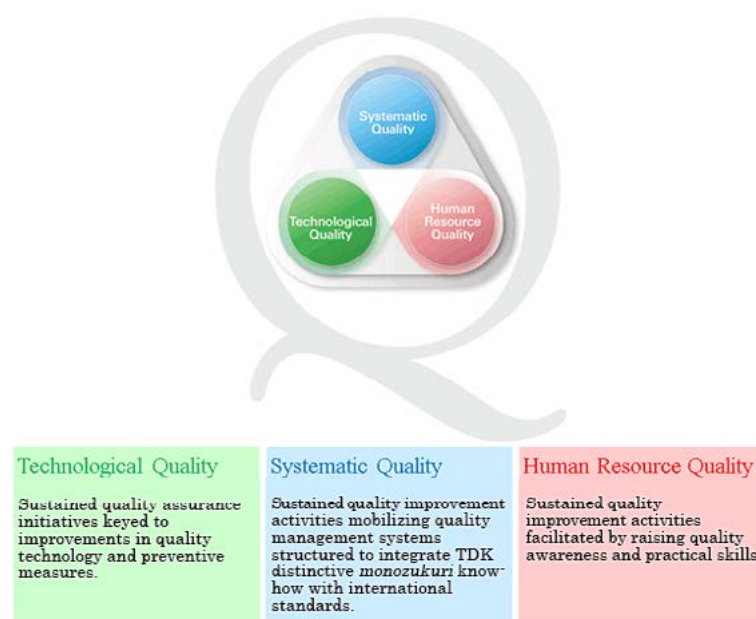 Systematic
Quality
Technological
Quality
Human
Resource
Quality
Technological Quality
Sustained quality assurance
initiatives keyed to
improvements in quality
technology and preventive
measures.
Systematic Quality
Sustained quality improvement
activities mobilizing quality
management systems
structured to integrate TDK
distinctive monozukuri know-
how with international
standards.
Human Resource Quality
Sustained quality
improvement activities
facilitated by raising quality
awareness and practical skills